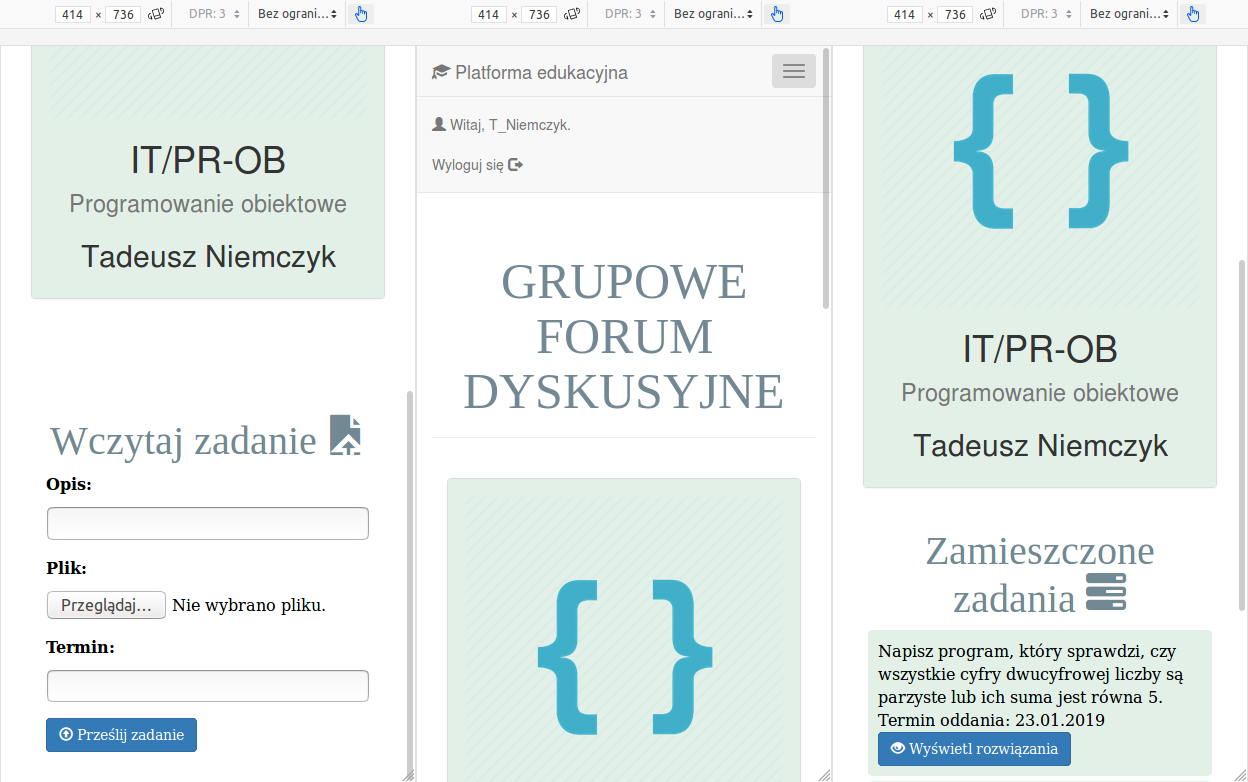 414 × 736 DPR: 3 Bez ograni...
414 × 736 DPR: 3 Bez ograni...
414 × 736 DPR: 3 Bez ograni...
IT/PR-OB
Programowanie obiektowe
Tadeusz Niemczyk
Wczytaj zadanie
Opis:
Plik:
Przeglądaj... Nie wybrano pliku.
Termin:
Prześlij zadanie
Platforma edukacyjna
Witaj, T_Niemczyk.
Wyloguj się
GRUPOWE
FORUM
DYSKUSYJNE
{ }
{ }
IT/PR-OB
Programowanie obiektowe
Tadeusz Niemczyk
Zamieszczone
zadania
Napisz program, który sprawdzi, czy
wszystkie cyfry dwucyfrowej liczby są
parzyste lub ich suma jest równa 5.
Termin oddania: 23.01.2019
Wyświetl rozwiązania